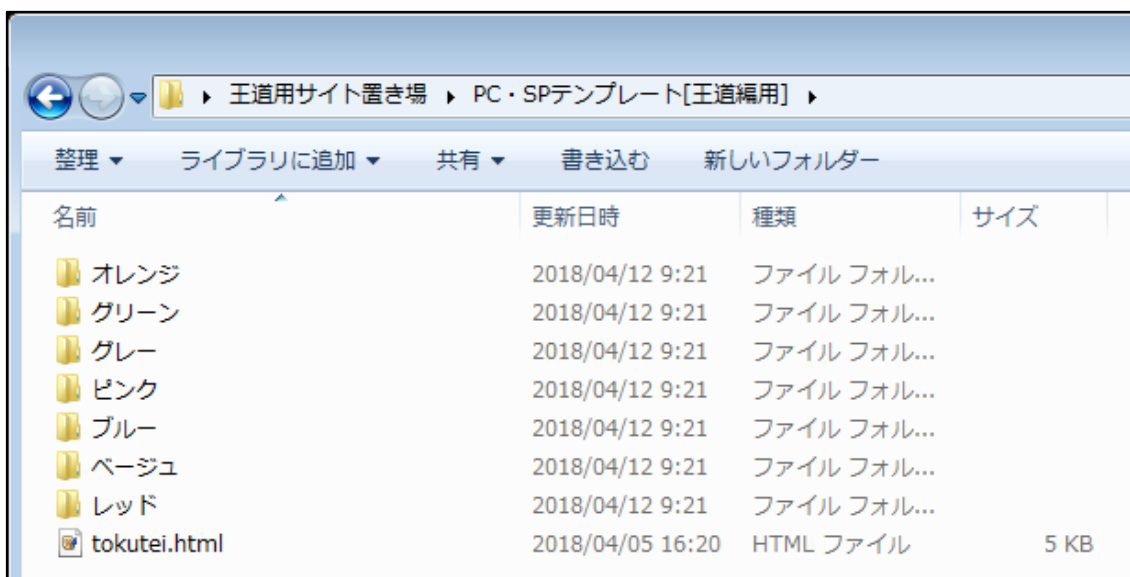 王道用サイト置き場 ▸ PC・SPテンプレート[王道編用] ▸
整理 ▼ ライブラリに追加 ▼ 共有 ▼ 書き込む 新しいフォルダー
名前 更新日時 種類 サイズ
オレンジ 2018/04/12 9:21 ファイル フォル...
グリーン 2018/04/12 9:21 ファイル フォル...
グレー 2018/04/12 9:21 ファイル フォル...
ピンク 2018/04/12 9:21 ファイル フォル...
ブルー 2018/04/12 9:21 ファイル フォル...
ベージュ 2018/04/12 9:21 ファイル フォル...
レッド 2018/04/12 9:21 ファイル フォル...
tokutei.html 2018/04/05 16:20 HTML ファイル 5 KB